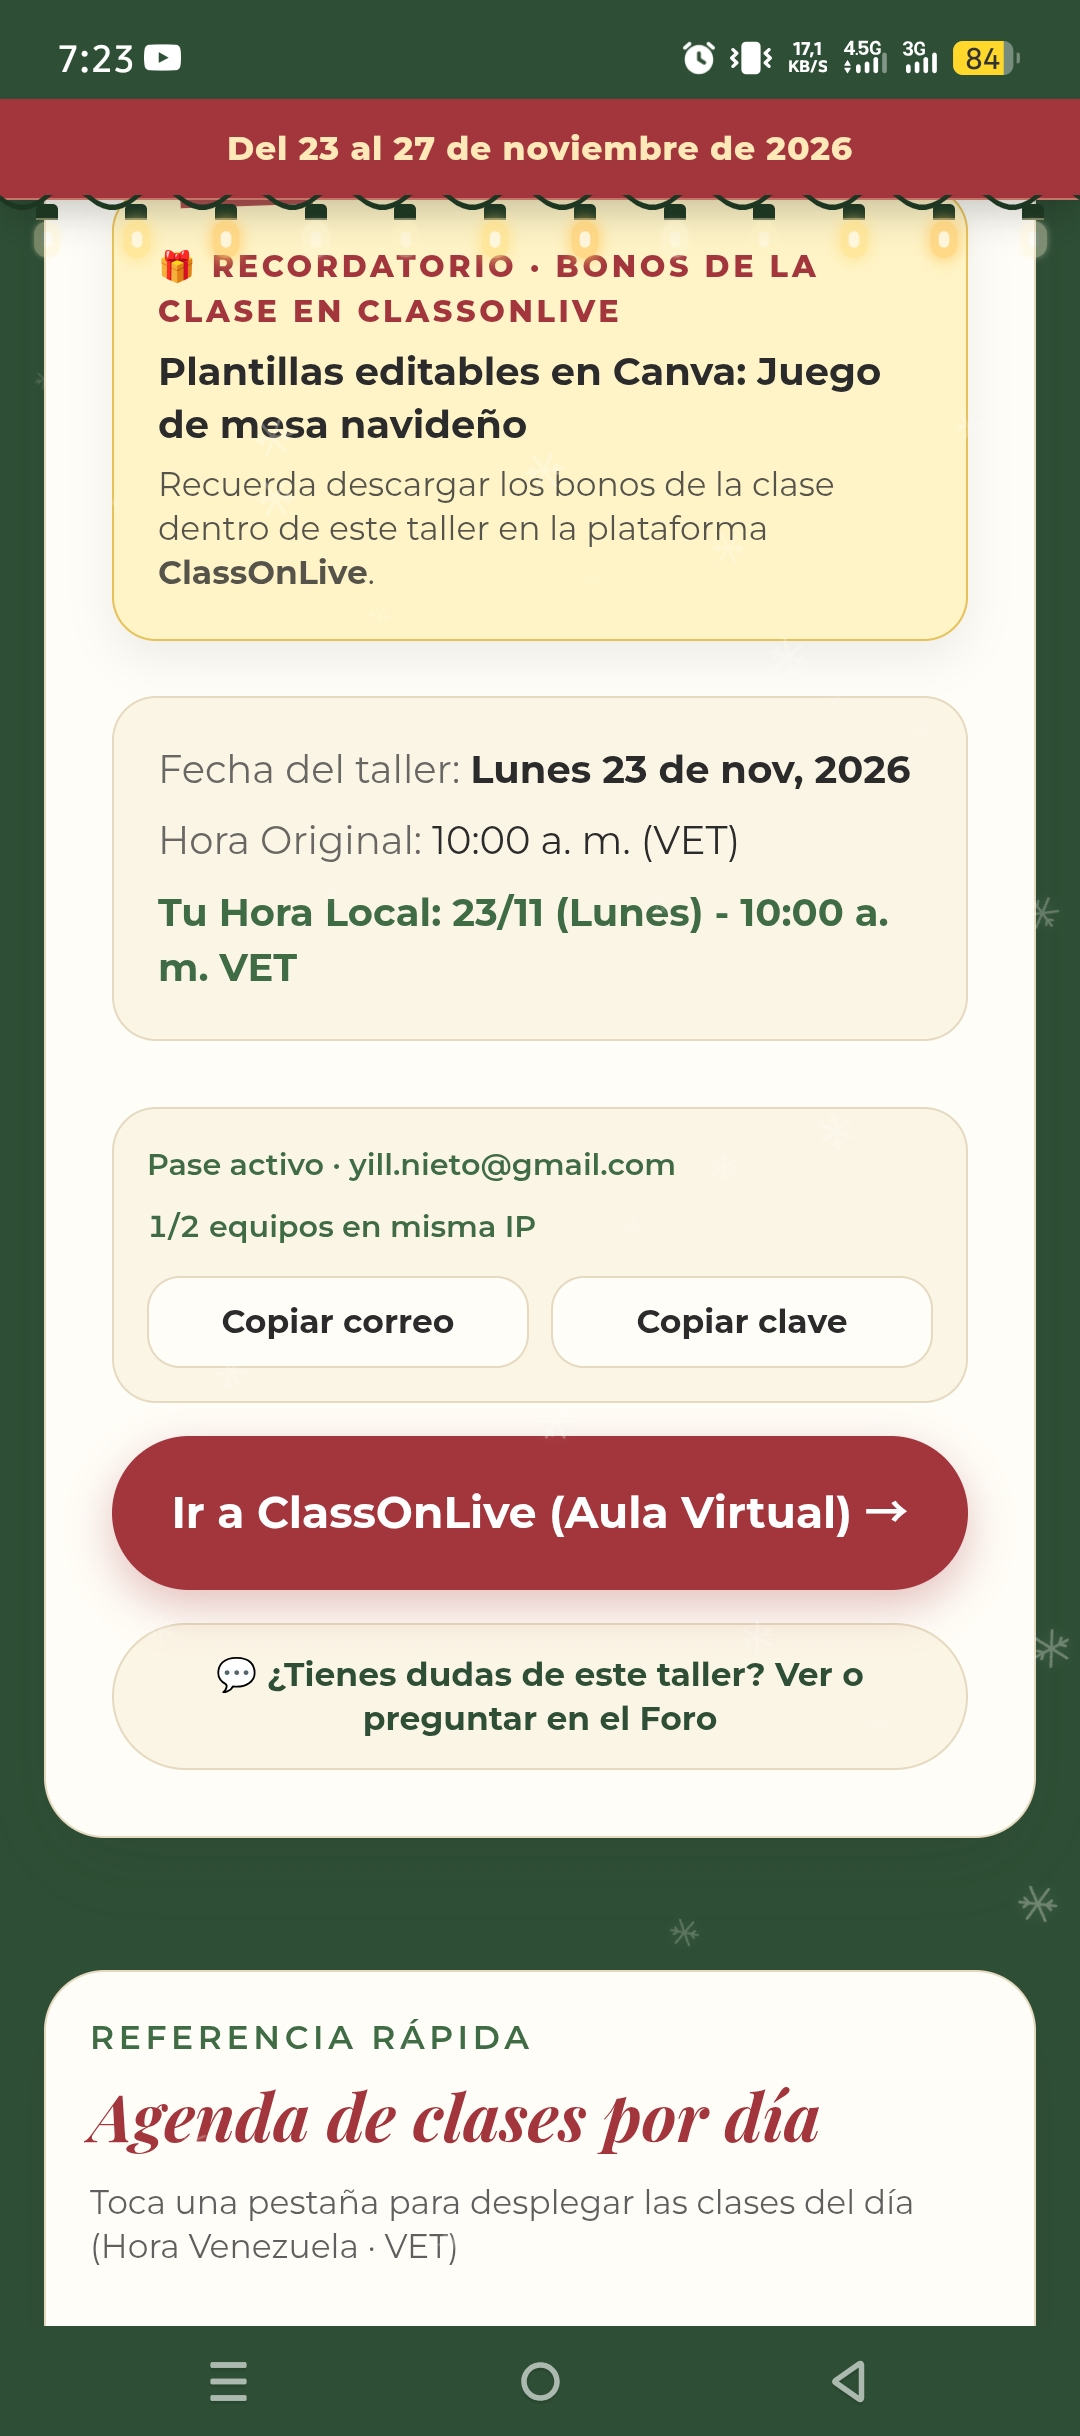 7:23
17,1 KB/S 4.5G 3G 84
Del 23 al 27 de noviembre de 2026
🎁 RECORDATORIO · BONOS DE LA
CLASE EN CLASSONLIVE
Plantillas editables en Canva: Juego
de mesa navideño
Recuerda descargar los bonos de la clase
dentro de este taller en la plataforma
ClassOnLive.
Fecha del taller: Lunes 23 de nov, 2026
Hora Original: 10:00 a. m. (VET)
Tu Hora Local: 23/11 (Lunes) - 10:00 a.
m. VET
Pase activo · yill.nieto@gmail.com
1/2 equipos en misma IP
Copiar correo
Copiar clave
Ir a ClassOnLive (Aula Virtual) →
💬 ¿Tienes dudas de este taller? Ver o
preguntar en el Foro
REFERENCIA RÁPIDA
Agenda de clases por día
Toca una pestaña para desplegar las clases del día
(Hora Venezuela · VET)